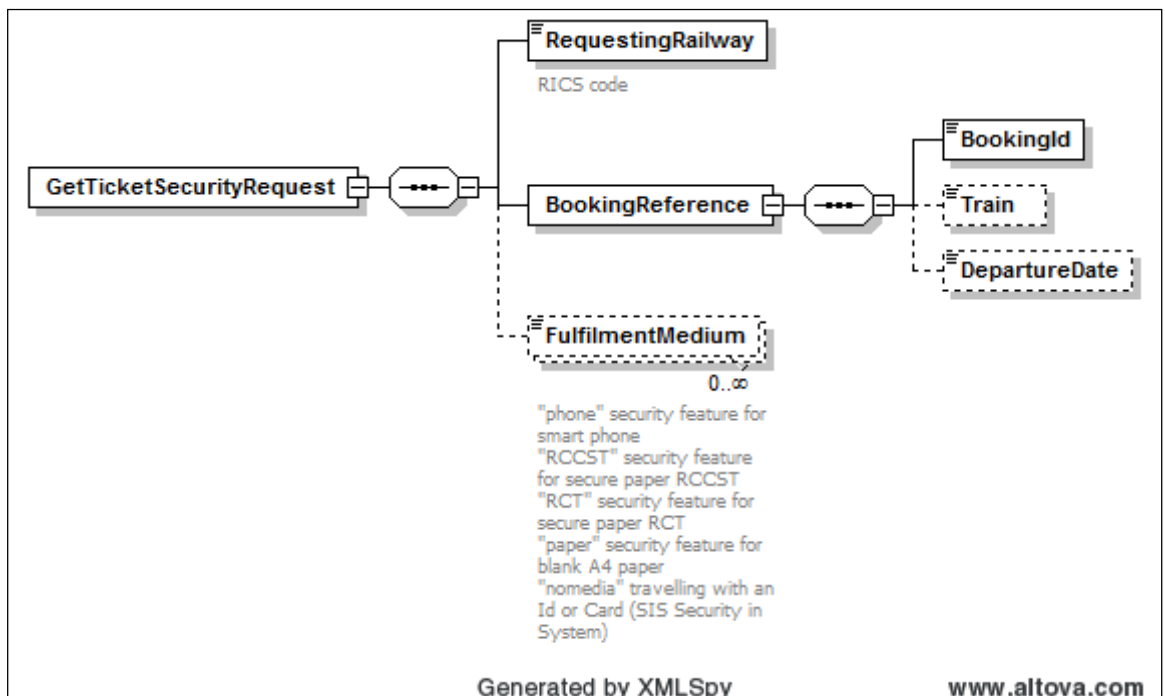 RequestingRailway
RICS code
GetTicketSecurityRequest
BookingReference
BookingId
Train
DepartureDate
FulfilmentMedium
0..∞
"phone" security feature for
smart phone
"RCCST" security feature
for secure paper RCCST
"RCT" security feature for
secure paper RCT
"paper" security feature for
blank A4 paper
"nomedia" travelling with an
Id or Card (SIS Security in
System)
Generated by XMLSpy
www.altova.com